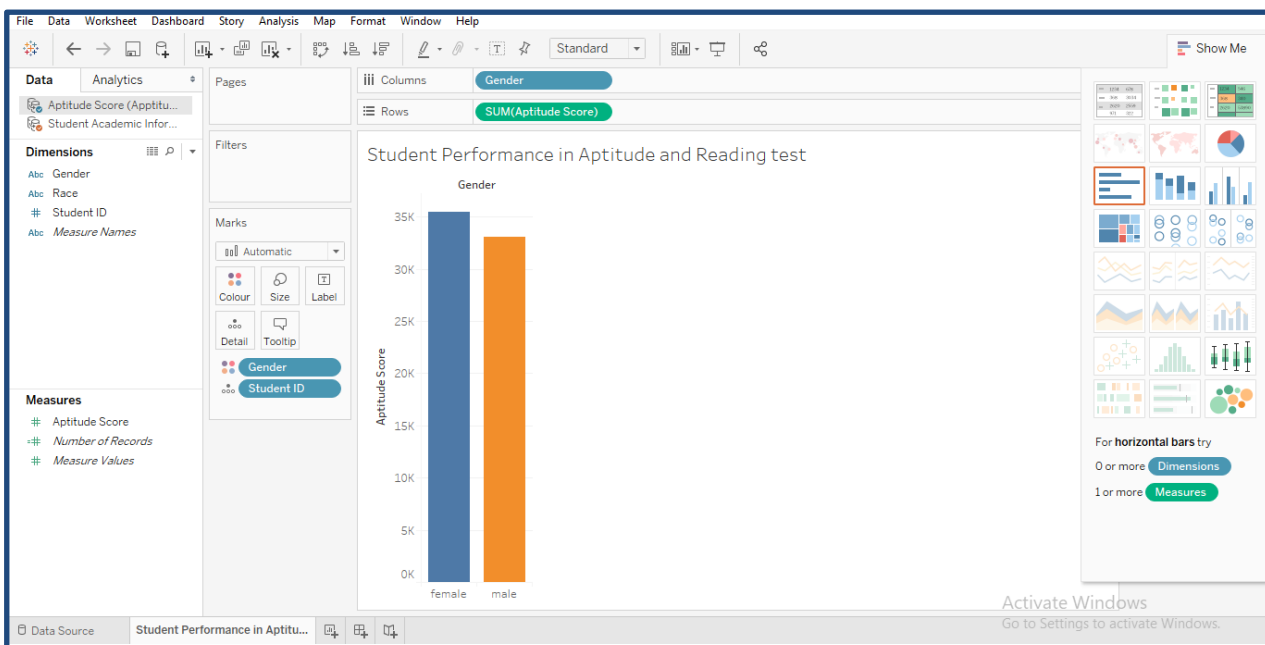 File Data Worksheet Dashboard Story Analysis Map Format Window Help
Standard
Show Me
Data Analytics
Aptitude Score (Apptitu...
Student Academic Infor...
Dimensions
Abc Gender
Abc Race
# Student ID
Abc Measure Names
Measures
# Aptitude Score
# Number of Records
# Measure Values
Pages
Filters
Marks
Automatic
Colour Size Label
Detail Tooltip
Gender
Student ID
Columns Gender
Rows SUM(Aptitude Score)
Student Performance in Aptitude and Reading test
Gender
35K
30K
25K
20K
15K
10K
5K
0K
Aptitude Score
female male
For horizontal bars try
0 or more Dimensions
1 or more Measures
Activate Windows
Go to Settings to activate Windows.
Data Source Student Performance in Aptitu...